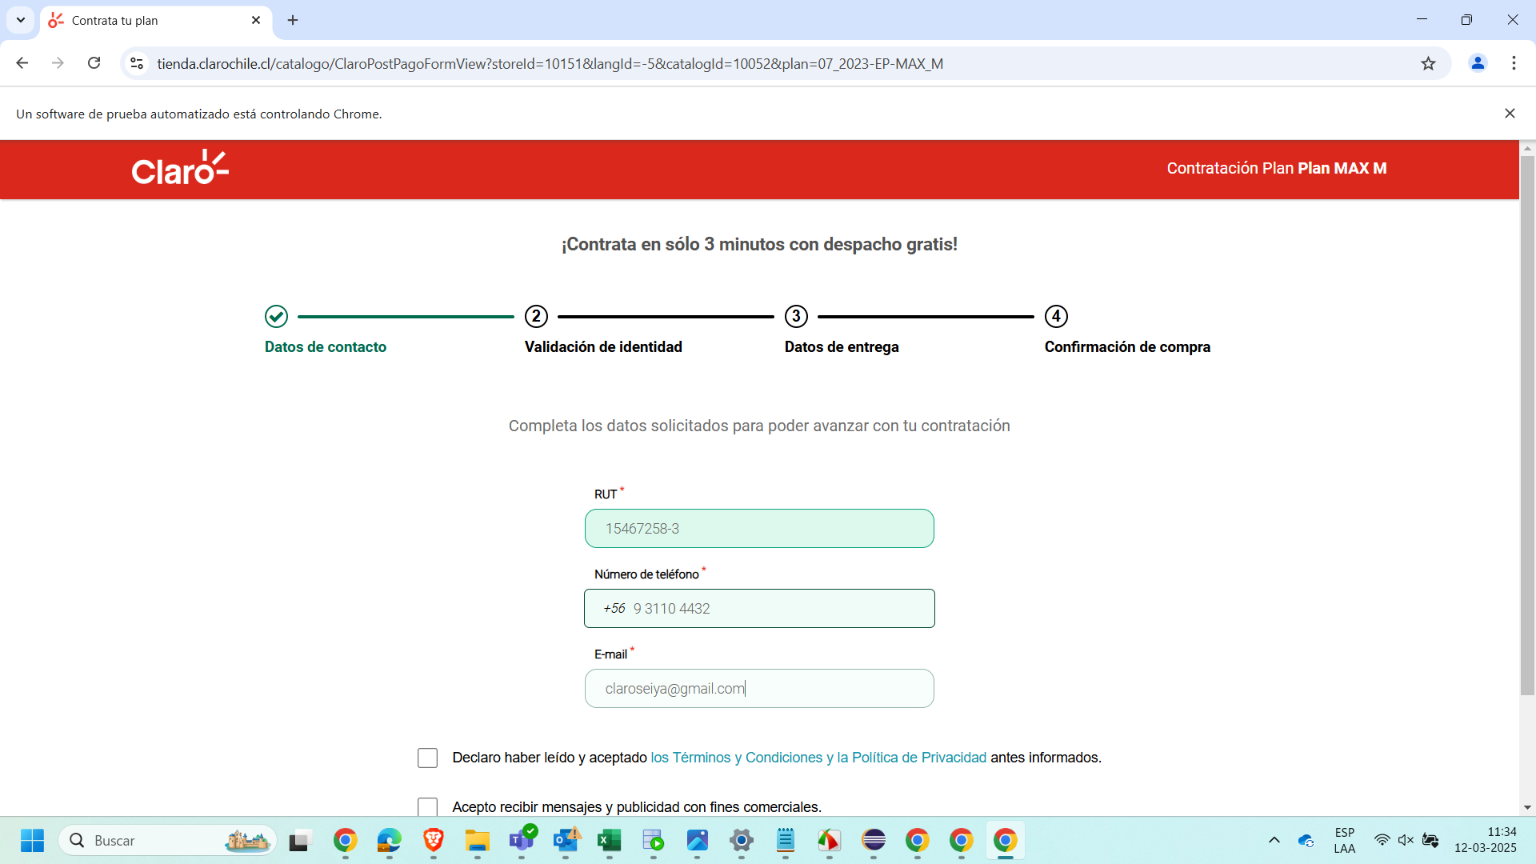 Contrata tu plan
tienda.clarochile.cl/catalogo/ClaroPostPagoFormView?storeId=10151&langId=-5&catalogId=10052&plan=07_2023-EP-MAX_M
Un software de prueba automatizado está controlando Chrome.
Claro
Contratación Plan Plan MAX M
¡Contrata en sólo 3 minutos con despacho gratis!
2
3
4
Datos de contacto
Validación de identidad
Datos de entrega
Confirmación de compra
Completa los datos solicitados para poder avanzar con tu contratación
RUT *
15467258-3
Número de teléfono *
+56 9 3110 4432
E-mail *
claroseiya@gmail.com
Declaro haber leído y aceptado los Términos y Condiciones y la Política de Privacidad antes informados.
Acepto recibir mensajes y publicidad con fines comerciales.
Buscar
ESP
LAA
11:34
12-03-2025